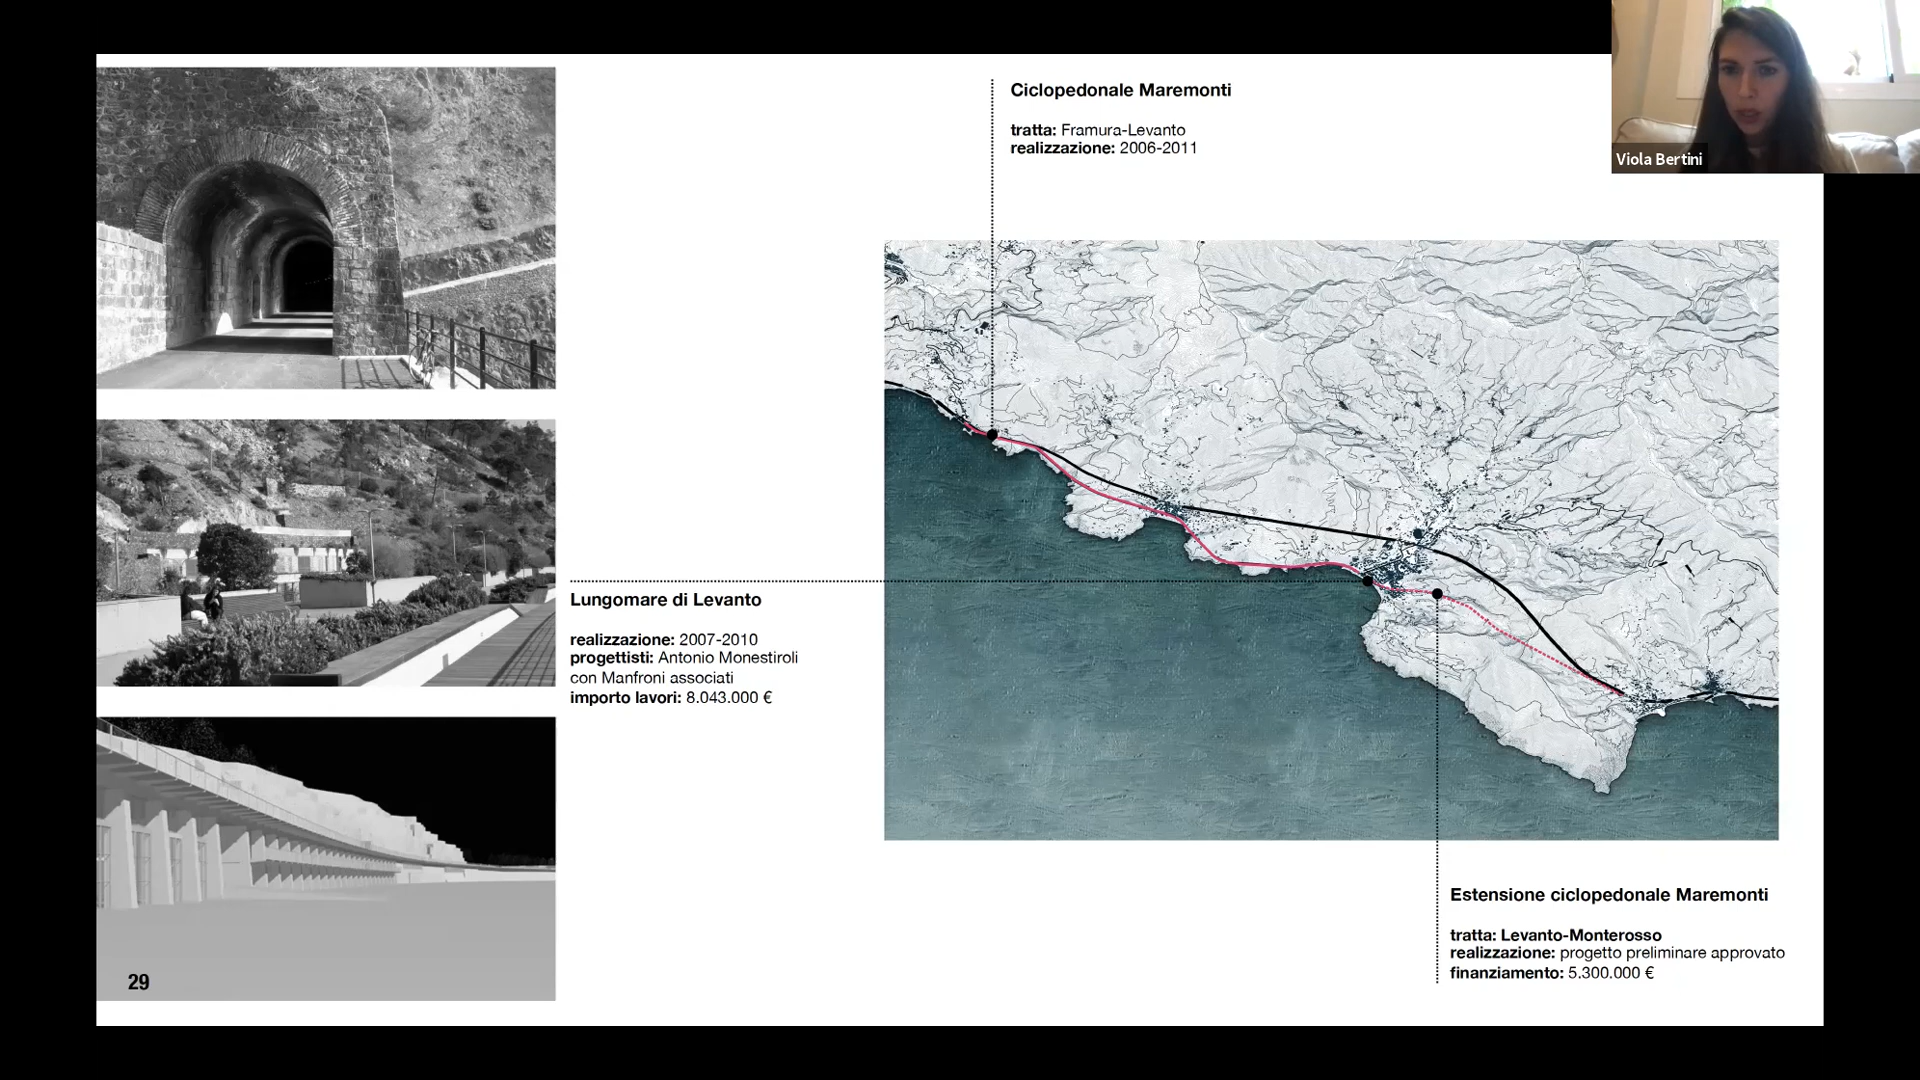 Ciclopedonale Maremonti
tratta: Framura-Levanto
realizzazione: 2006-2011
Viola Bertini
Lungomare di Levanto
realizzazione: 2007-2010
progettisti: Antonio Monestiroli
con Manfroni associati
importo lavori: 8.043.000 €
Estensione ciclopedonale Maremonti
tratta: Levanto-Monterosso
realizzazione: progetto preliminare approvato
finanziamento: 5.300.000 €
29